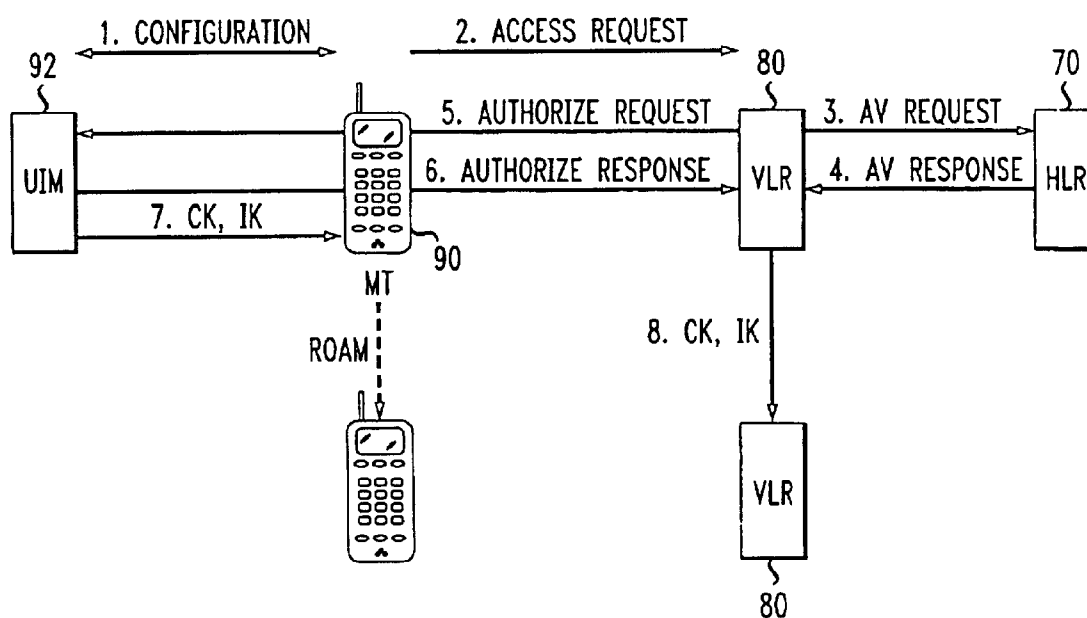 1. CONFIGURATION
2. ACCESS REQUEST
92
80
70
5. AUTHORIZE REQUEST
3. AV REQUEST
UIM
6. AUTHORIZE RESPONSE
VLR
4. AV RESPONSE
HLR
7. CK, IK
90
MT
8. CK, IK
ROAM
VLR
80